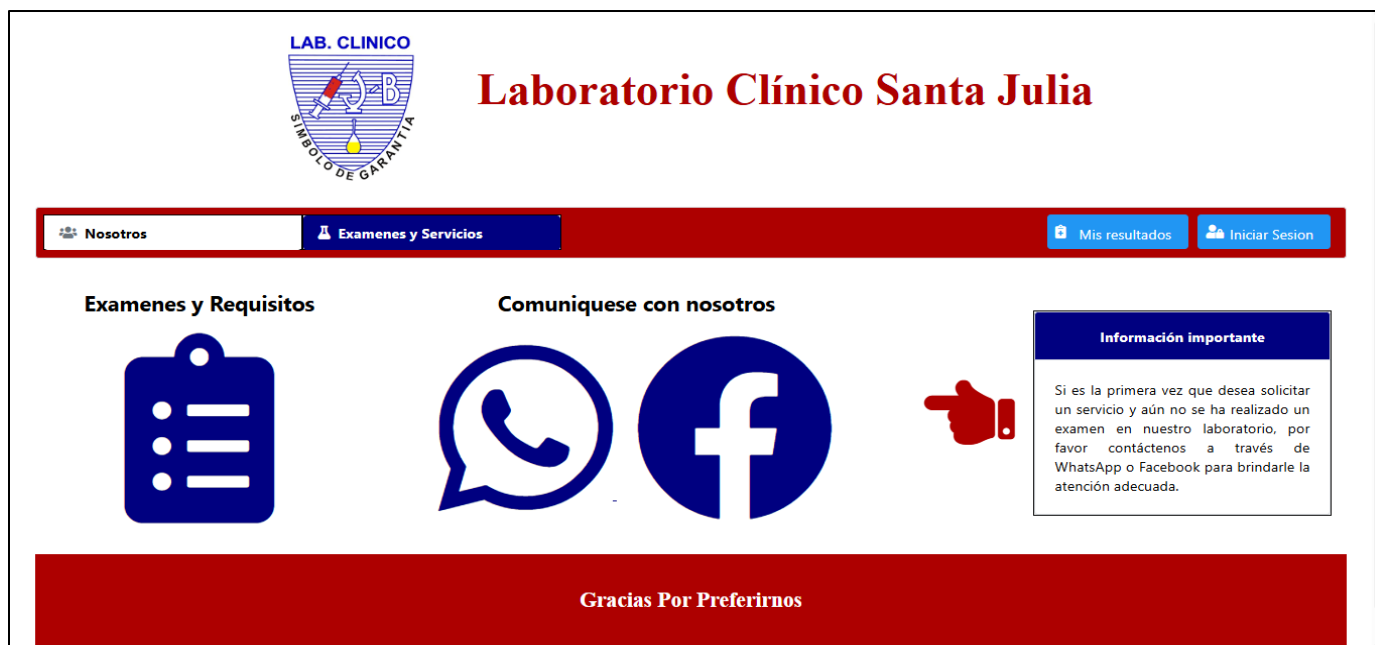 LAB. CLINICO
B
SIMBOLO DE GARANTIA
Laboratorio Clínico Santa Julia
Nosotros
Examenes y Servicios
Mis resultados
Iniciar Sesion
Examenes y Requisitos
Comuniquese con nosotros
Información importante
Si es la primera vez que desea solicitar
un servicio y aún no se ha realizado un
examen en nuestro laboratorio, por
favor contáctenos a través de
WhatsApp o Facebook para brindarle la
atención adecuada.
Gracias Por Preferirnos